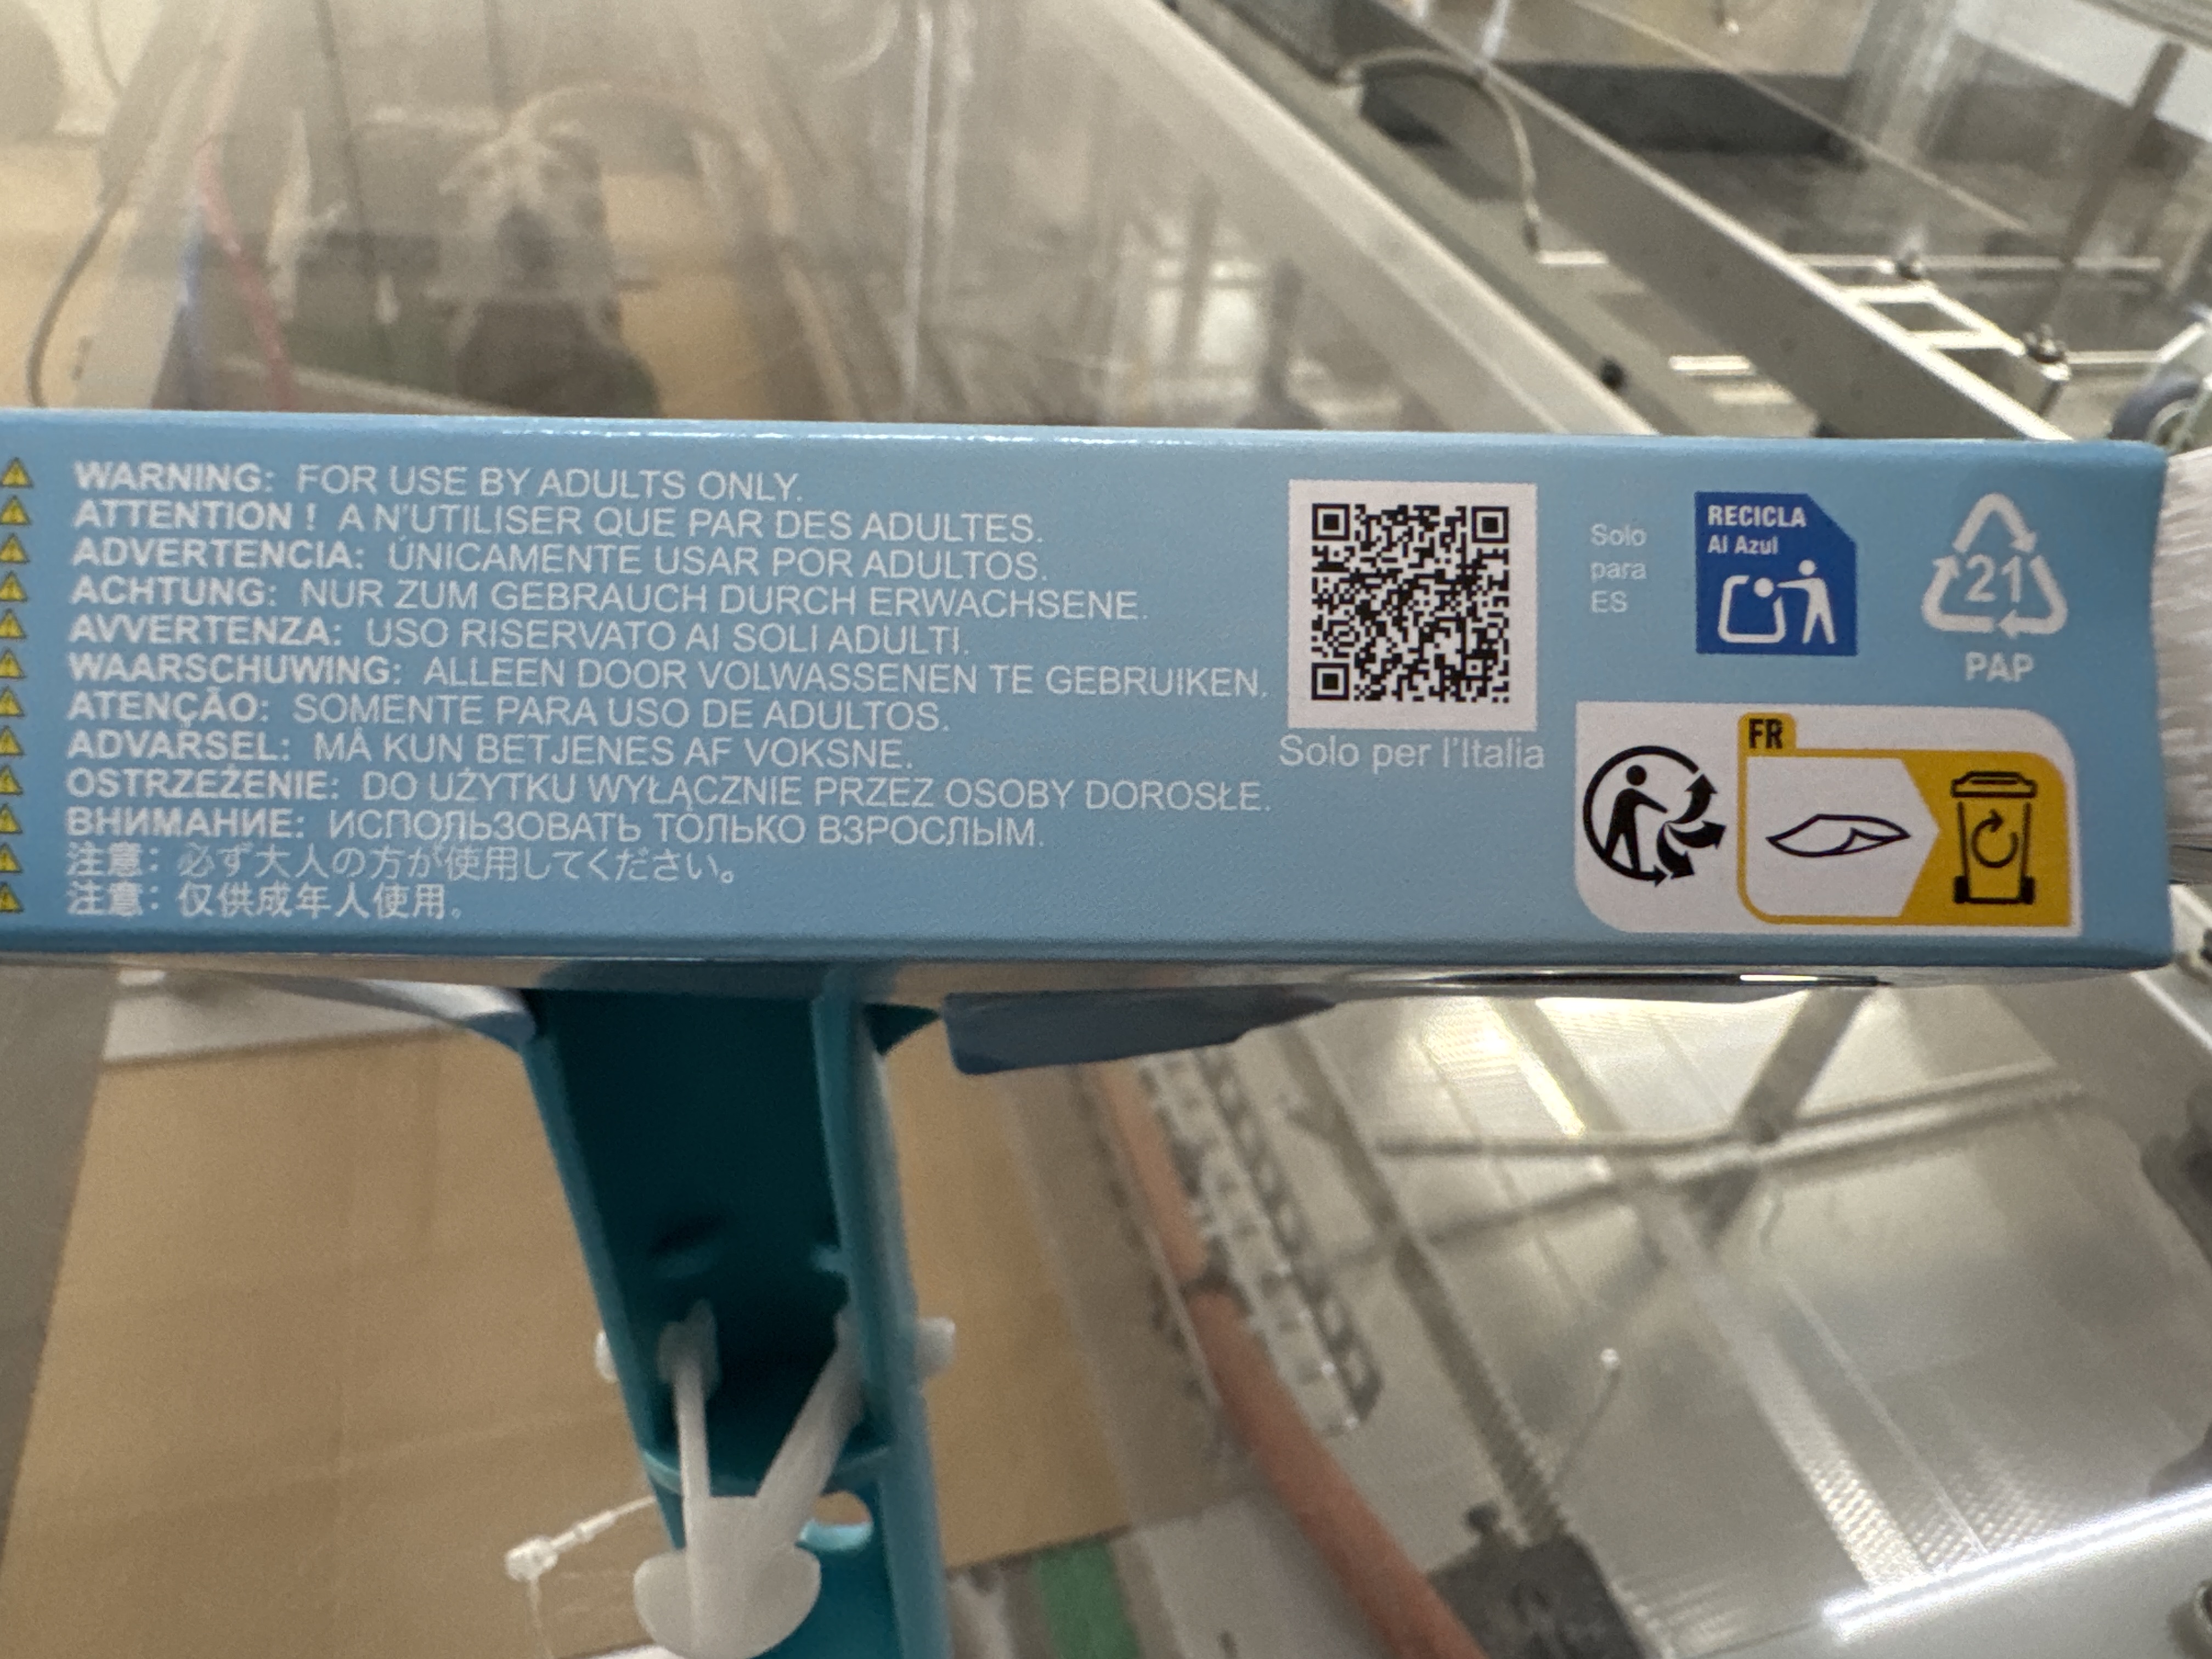 WARNING: FOR USE BY ADULTS ONLY.
ATTENTION ! A N'UTILISER QUE PAR DES ADULTES.
ADVERTENCIA: ÚNICAMENTE USAR POR ADULTOS.
ACHTUNG: NUR ZUM GEBRAUCH DURCH ERWACHSENE.
AVVERTENZA: USO RISERVATO AI SOLI ADULTI.
WAARSCHUWING: ALLEEN DOOR VOLWASSENEN TE GEBRUIKEN.
ATENÇÃO: SOMENTE PARA USO DE ADULTOS.
ADVARSEL: MÅ KUN BETJENES AF VOKSNE.
OSTRZEŻENIE: DO UŻYTKU WYŁĄCZNIE PRZEZ OSOBY DOROSŁE.
ВНИМАНИЕ: ИСПОЛЬЗОВАТЬ ТОЛЬКО ВЗРОСЛЫМ.
注意：必ず大人の方が使用してください。
注意：仅供成年人使用。
Solo per l'Italia
Solo
para
ES
RECICLA
Al Azul
21
PAP
FR